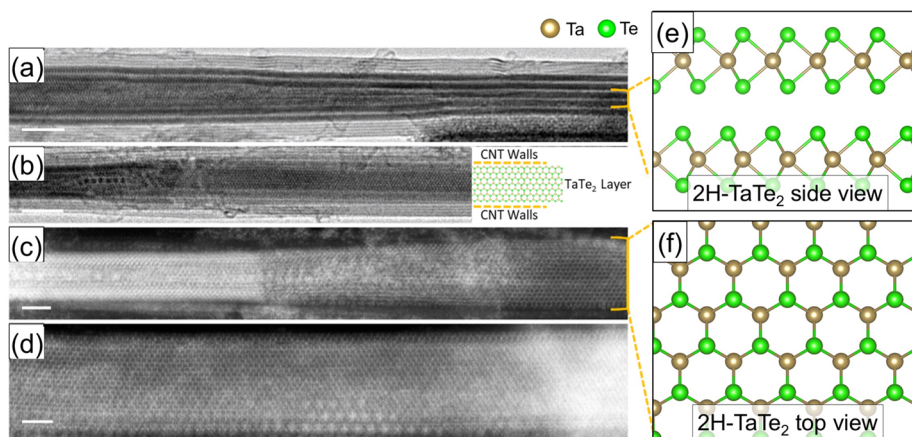 Ta Te
(a)
(b)
CNT Walls
TaTe₂ Layer
CNT Walls
(c)
(d)
(e)
2H-TaTe₂ side view
(f)
2H-TaTe₂ top view